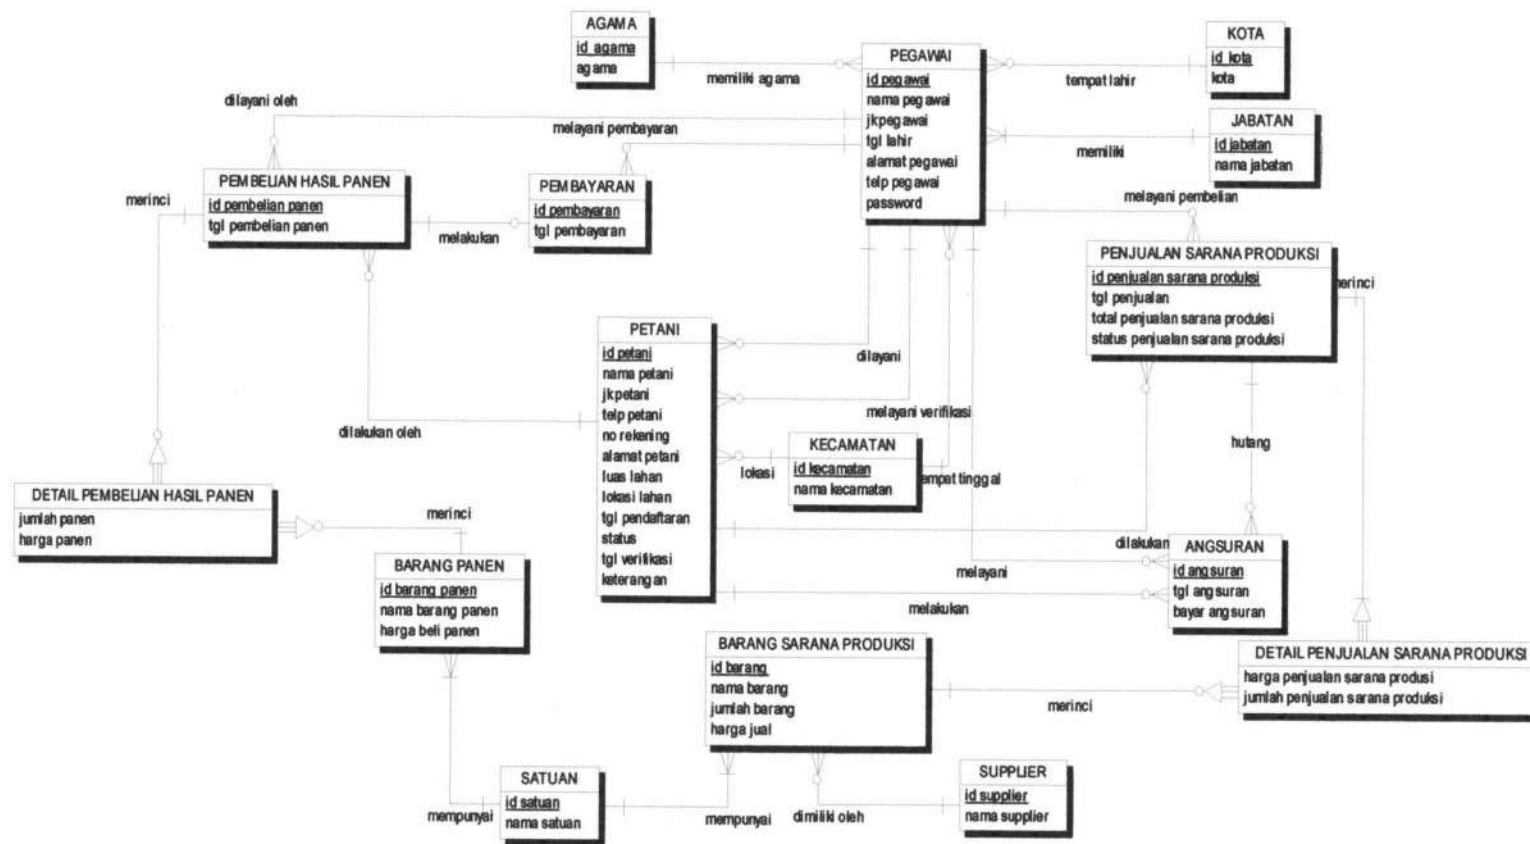 AGAMA
id agama
agama
memiliki agama
PEGAWAI
id pegawai
nama pegawai
jk pegawai
tgl lahir
alamat pegawai
telp pegawai
password
KOTA
id kota
kota
tempat lahir
JABATAN
id jabatan
nama jabatan
memiliki
dilayani oleh
melayani pembayaran
PEMBELIAN HASIL PANEN
id pembelian panen
tgl pembelian panen
merinci
melakukan
PEMBAYARAN
id pembayaran
tgl pembayaran
melayani pembelian
PENJUALAN SARANA PRODUKSI
id penjualan sarana produksi
tgl penjualan
total penjualan sarana produksi
status penjualan sarana produksi
merinci
PETANI
id petani
nama petani
jk petani
telp petani
no rekening
alamat petani
luas lahan
lokasi lahan
tgl pendaftaran
status
tgl verifikasi
keterangan
dilayani
melayani verifikasi
dilakukan oleh
lokasi
KECAMATAN
id kecamatan
nama kecamatan
empat tinggal
hutang
DETAIL PEMBELIAN HASIL PANEN
jumlah panen
harga panen
merinci
BARANG PANEN
id barang panen
nama barang panen
harga beli panen
dilakukan
melayani
melakukan
ANGSURAN
id angsuran
tgl angsuran
bayar angsuran
BARANG SARANA PRODUKSI
id barang
nama barang
jumlah barang
harga jual
merinci
DETAIL PENJUALAN SARANA PRODUKSI
harga penjualan sarana produsi
jumlah penjualan sarana produksi
mempunyai
SATUAN
id satuan
nama satuan
mempunyai
dimiliki oleh
SUPPLIER
id supplier
nama supplier